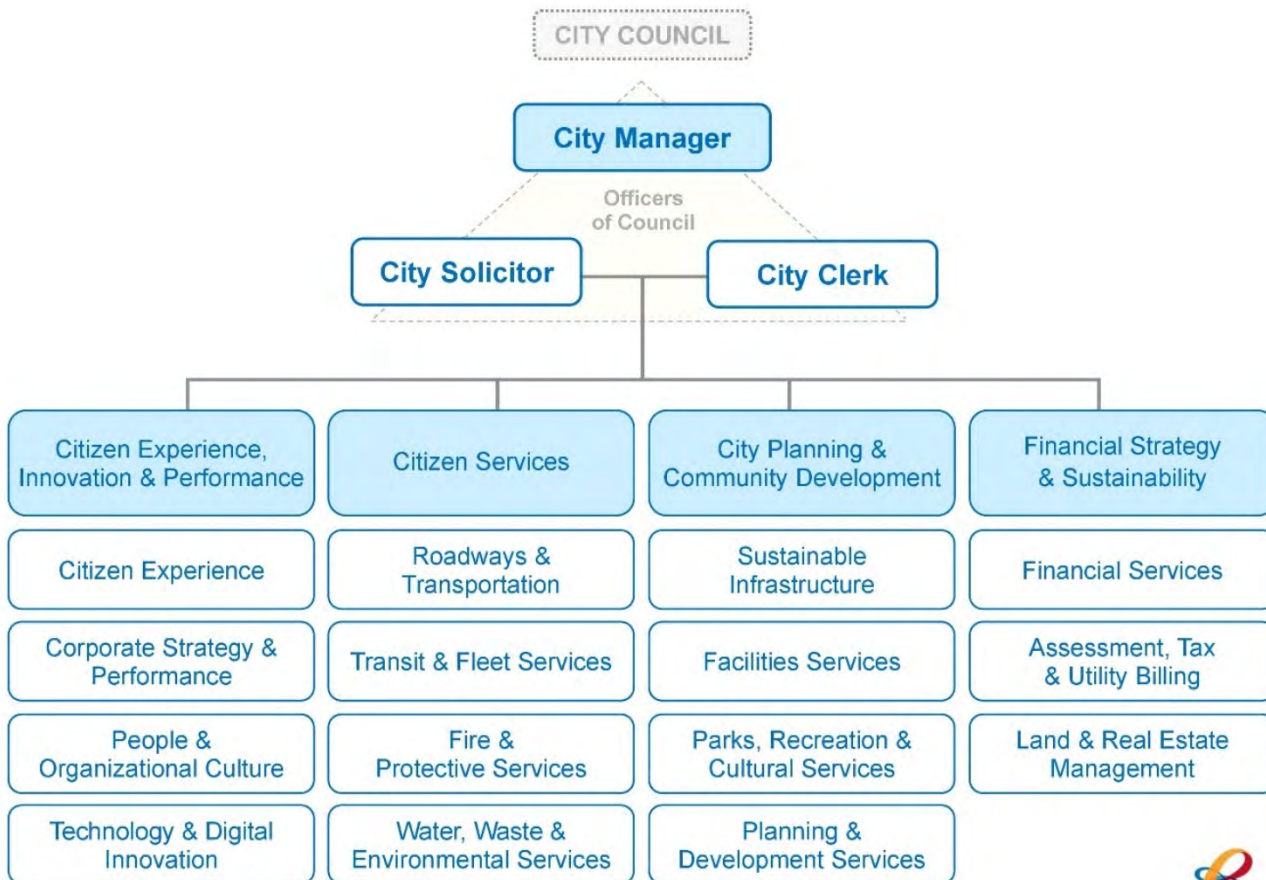 CITY COUNCIL
City Manager
Officers
of Council
City Solicitor
City Clerk
Citizen Experience,
Innovation & Performance
Citizen Services
City Planning &
Community Development
Financial Strategy
& Sustainability
Citizen Experience
Roadways &
Transportation
Sustainable
Infrastructure
Financial Services
Corporate Strategy &
Performance
Transit & Fleet Services
Facilities Services
Assessment, Tax
& Utility Billing
People &
Organizational Culture
Fire &
Protective Services
Parks, Recreation &
Cultural Services
Land & Real Estate
Management
Technology & Digital
Innovation
Water, Waste &
Environmental Services
Planning &
Development Services